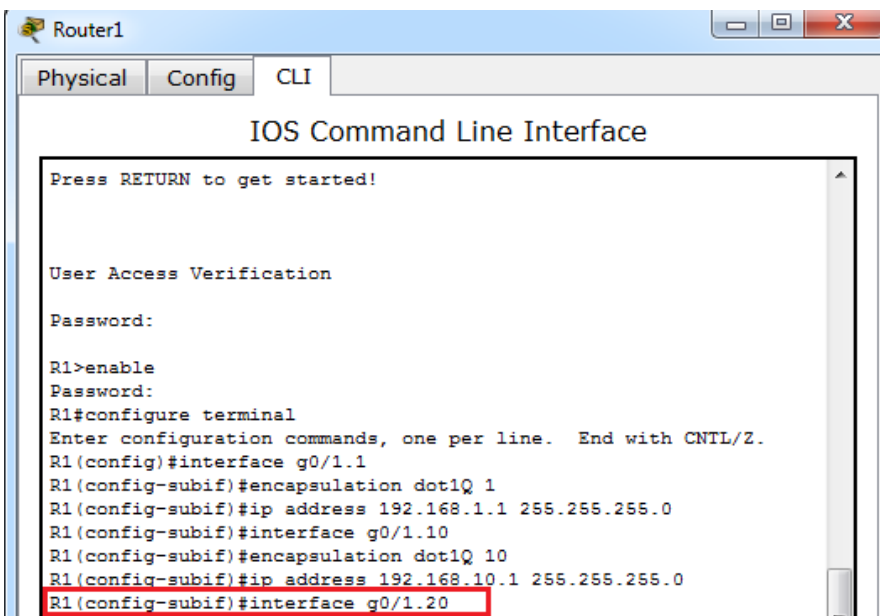 Router1
Physical Config CLI
IOS Command Line Interface
Press RETURN to get started!
User Access Verification
Password:
R1>enable
Password:
R1#configure terminal
Enter configuration commands, one per line.  End with CNTL/Z.
R1(config)#interface g0/1.1
R1(config-subif)#encapsulation dot1Q 1
R1(config-subif)#ip address 192.168.1.1 255.255.255.0
R1(config-subif)#interface g0/1.10
R1(config-subif)#encapsulation dot1Q 10
R1(config-subif)#ip address 192.168.10.1 255.255.255.0
R1(config-subif)#interface g0/1.20